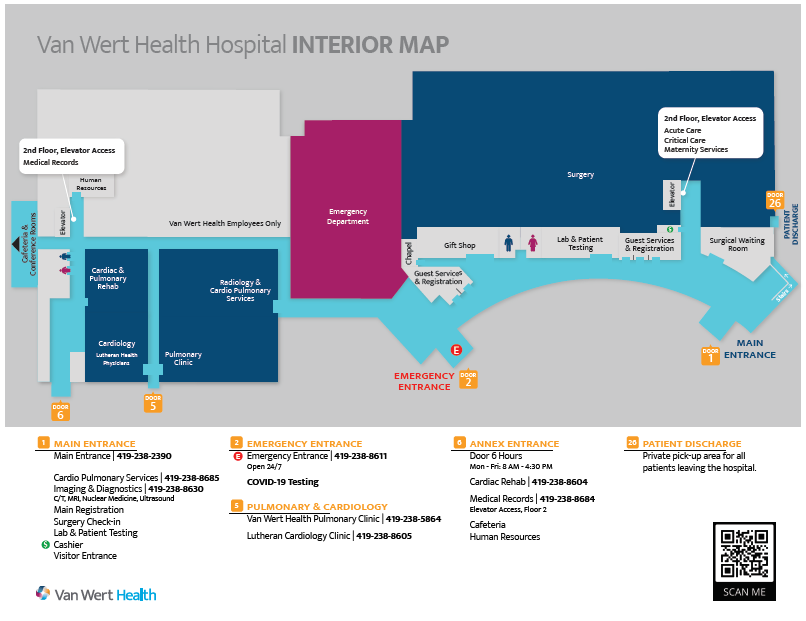 Van Wert Health Hospital INTERIOR MAP
2nd Floor, Elevator Access
Medical Records
Human
Resources
Elevator
Cafeteria &
Conference Rooms
Van Wert Health Employees Only
Emergency
Department
Surgery
2nd Floor, Elevator Access
Acute Care
Critical Care
Maternity Services
Elevator
DOOR
26
PATIENT
DISCHARGE
Chapel
Gift Shop
Lab & Patient
Testing
Guest Services
& Registration
Surgical Waiting
Room
Guest Services
& Registration
Stairs
Cardiac &
Pulmonary
Rehab
Radiology &
Cardio Pulmonary
Services
Cardiology
Lutheran Health
Physicians
Pulmonary
Clinic
E
EMERGENCY
ENTRANCE
DOOR
2
DOOR
1
MAIN
ENTRANCE
DOOR
6
DOOR
5
$
1 MAIN ENTRANCE
Main Entrance | 419-238-2390
Cardio Pulmonary Services | 419-238-8685
Imaging & Diagnostics | 419-238-8630
C/T, MRI, Nuclear Medicine, Ultrasound
Main Registration
Surgery Check-in
Lab & Patient Testing
$ Cashier
Visitor Entrance
2 EMERGENCY ENTRANCE
E Emergency Entrance | 419-238-8611
Open 24/7
COVID-19 Testing
5 PULMONARY & CARDIOLOGY
Van Wert Health Pulmonary Clinic | 419-238-5864
Lutheran Cardiology Clinic | 419-238-8605
6 ANNEX ENTRANCE
Door 6 Hours
Mon - Fri: 8 AM - 4:30 PM
Cardiac Rehab | 419-238-8604
Medical Records | 419-238-8684
Elevator Access, Floor 2
Cafeteria
Human Resources
26 PATIENT DISCHARGE
Private pick-up area for all
patients leaving the hospital.
SCAN ME
Van Wert Health